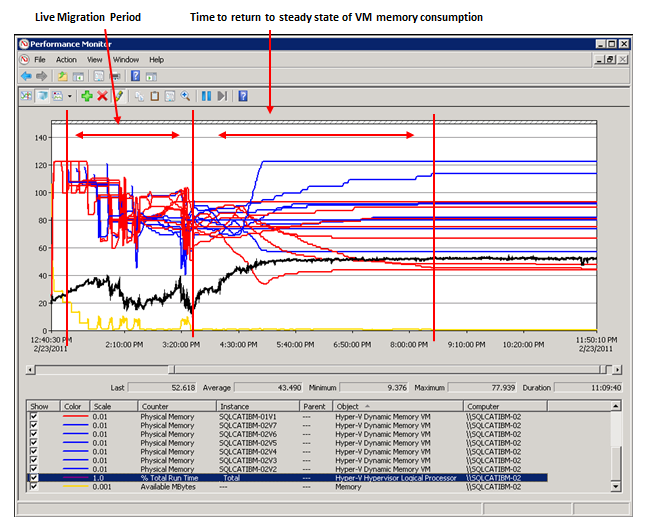 Live Migration Period Time to return to steady state of VM memory consumption
Performance Monitor
File Action View Window Help
140
120
100
80
60
40
20
0
12:40:30 PM 2:10:00 PM 3:20:00 PM 4:30:00 PM 5:40:00 PM 6:50:00 PM 8:00:00 PM 9:10:00 PM 10:20:00 PM 11:50:10 PM
2/23/2011 2/23/2011
Last 52.618 Average 43.490 Minimum 9.376 Maximum 77.939 Duration 11:09:40
Show Color Scale Counter Instance Parent Object Computer
0.01 Physical Memory SQLCATIBM-01V1 --- Hyper-V Dynamic Memory VM \\SQLCATIBM-02
0.01 Physical Memory SQLCATIBM-02V7 --- Hyper-V Dynamic Memory VM \\SQLCATIBM-02
0.01 Physical Memory SQLCATIBM-02V6 --- Hyper-V Dynamic Memory VM \\SQLCATIBM-02
0.01 Physical Memory SQLCATIBM-02V5 --- Hyper-V Dynamic Memory VM \\SQLCATIBM-02
0.01 Physical Memory SQLCATIBM-02V4 --- Hyper-V Dynamic Memory VM \\SQLCATIBM-02
0.01 Physical Memory SQLCATIBM-02V3 --- Hyper-V Dynamic Memory VM \\SQLCATIBM-02
0.01 Physical Memory SQLCATIBM-02V2 --- Hyper-V Dynamic Memory VM \\SQLCATIBM-02
1.0 % Total Run Time _Total --- Hyper-V Hypervisor Logical Processor \\SQLCATIBM-02
0.001 Available MBytes --- --- Memory \\SQLCATIBM-02